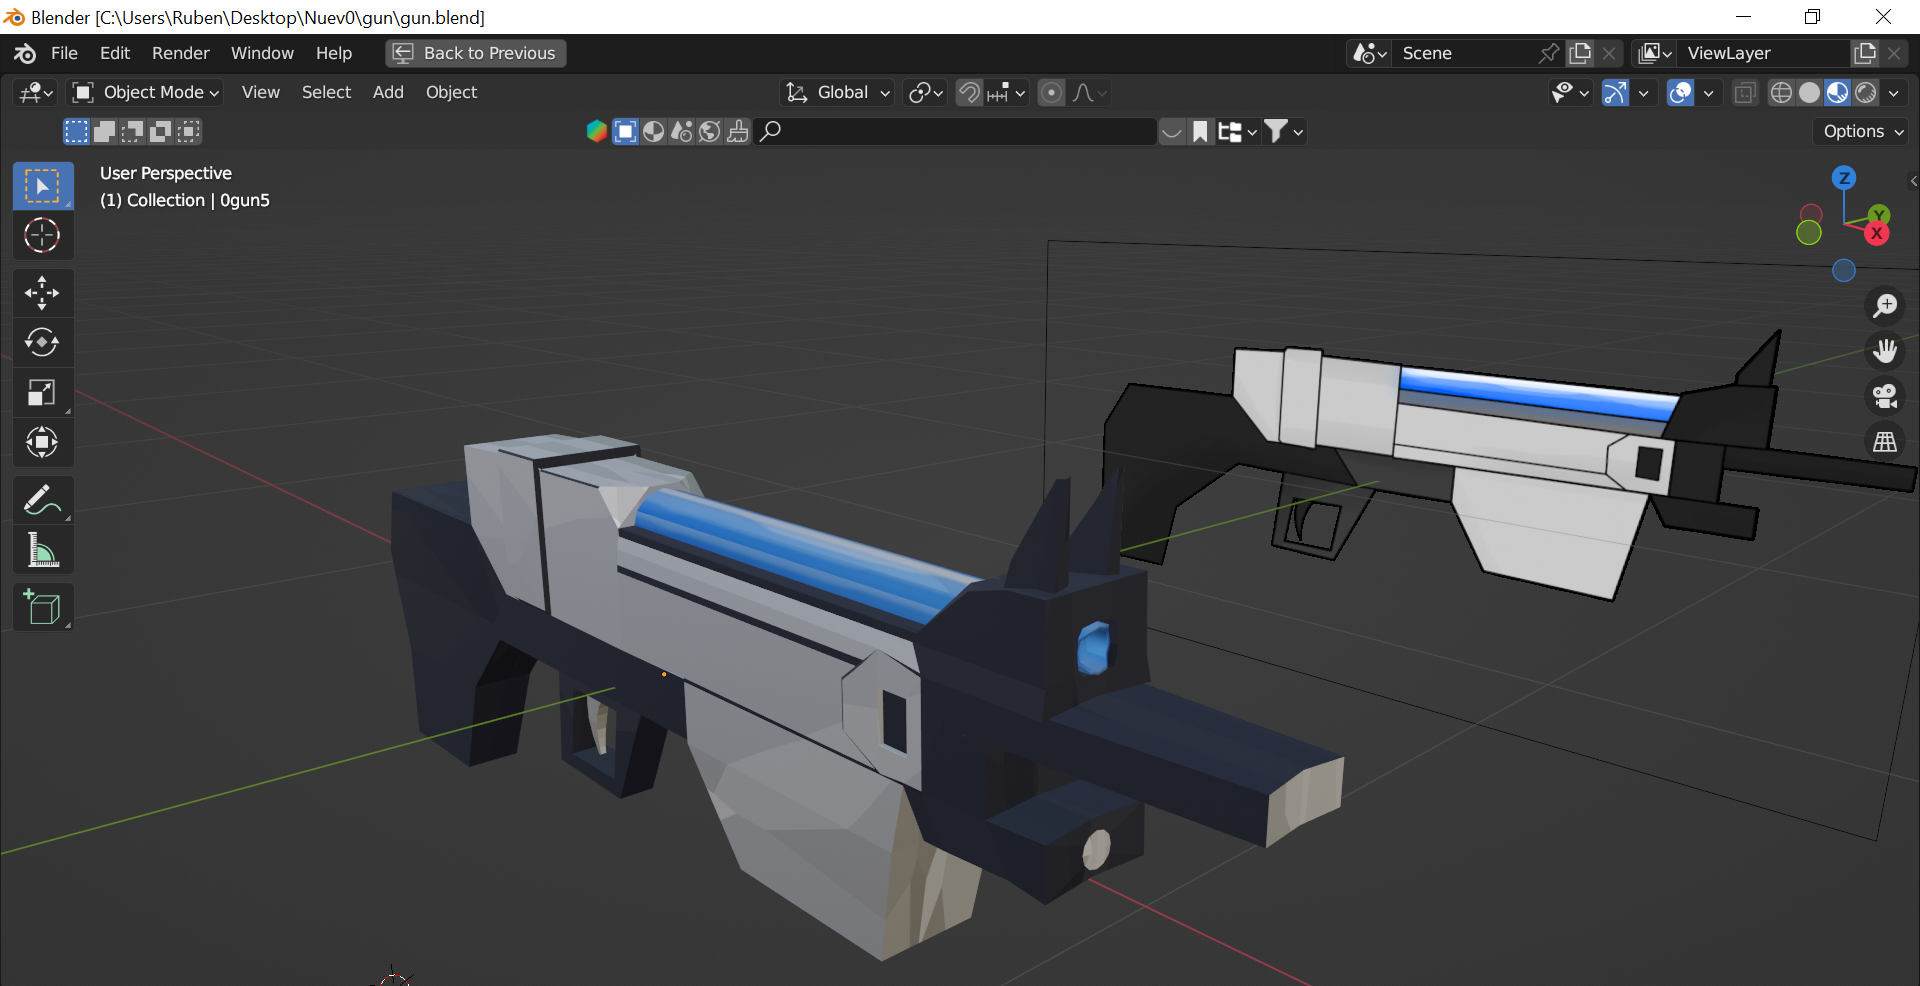 Blender [C:\Users\Ruben\Desktop\Nuev0\gun\gun.blend]
File Edit Render Window Help Back to Previous Scene ViewLayer
Object Mode View Select Add Object Global
Options
User Perspective
(1) Collection | 0gun5
Z
Y
X